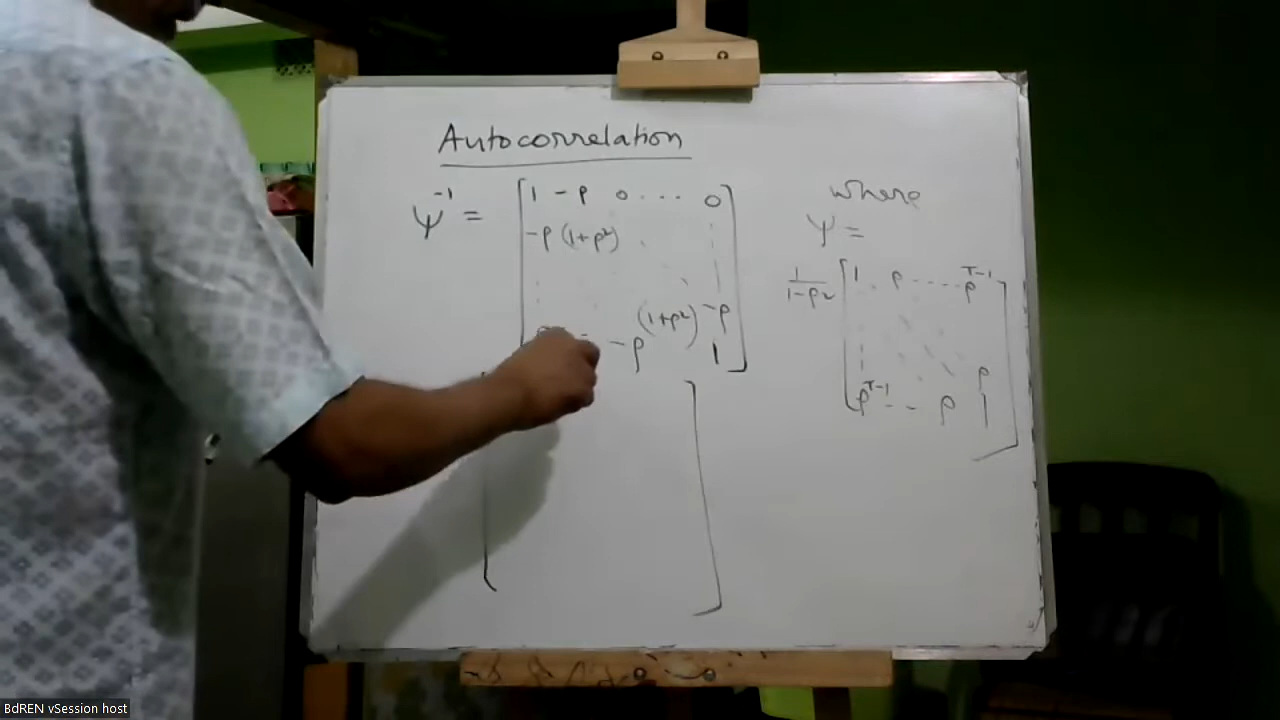 Autocorrelation
ψ⁻¹ = [ 1 -ρ 0 .... 0 ]
-ρ (1+ρ²)
(1+ρ²) -ρ
-ρ 1
where
ψ =
1/(1-ρ²) [ 1 ρ ..... ρ^(T-1) ]
ρ
ρ^(T-1) - - ρ 1
BdREN vSession host